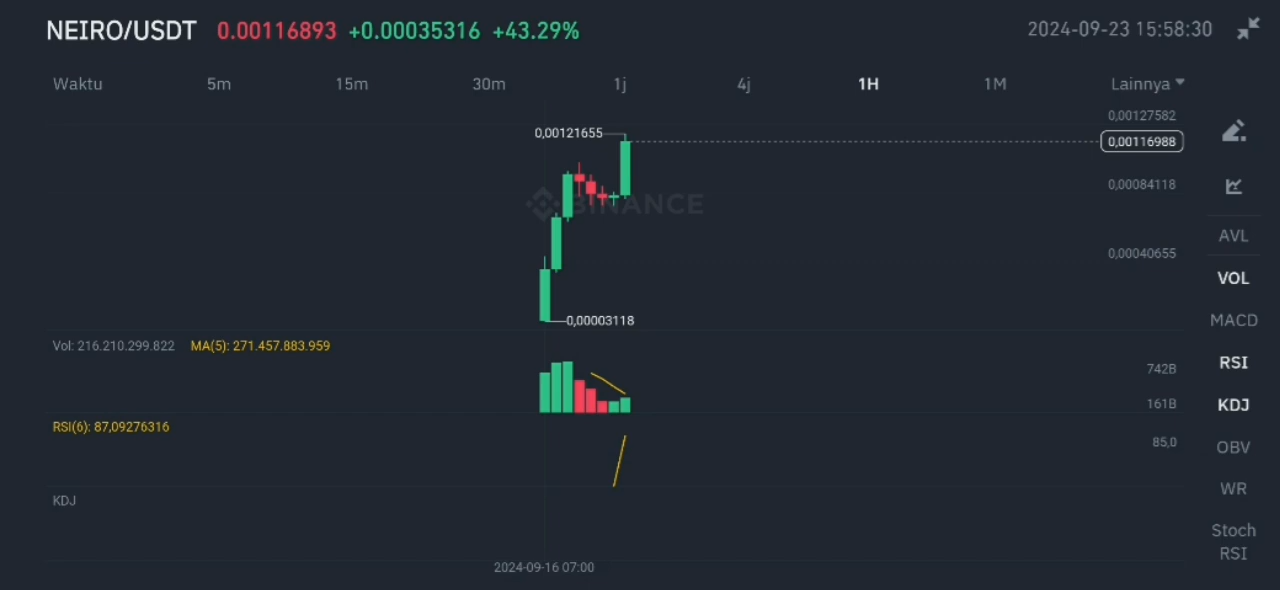 NEIRO/USDT 0.00116893 +0.00035316 +43.29% 2024-09-23 15:58:30
Waktu 5m 15m 30m 1j 4j 1H 1M Lainnya
0,00127582
0,00121655
0,00116988
0,00084118
BINANCE
AVL
0,00040655
VOL
0,00003118
MACD
Vol: 216.210.299.822 MA(5): 271.457.883.959
RSI
742B
161B
KDJ
RSI(6): 87,09276316
85,0
OBV
WR
KDJ
Stoch
RSI
2024-09-16 07:00